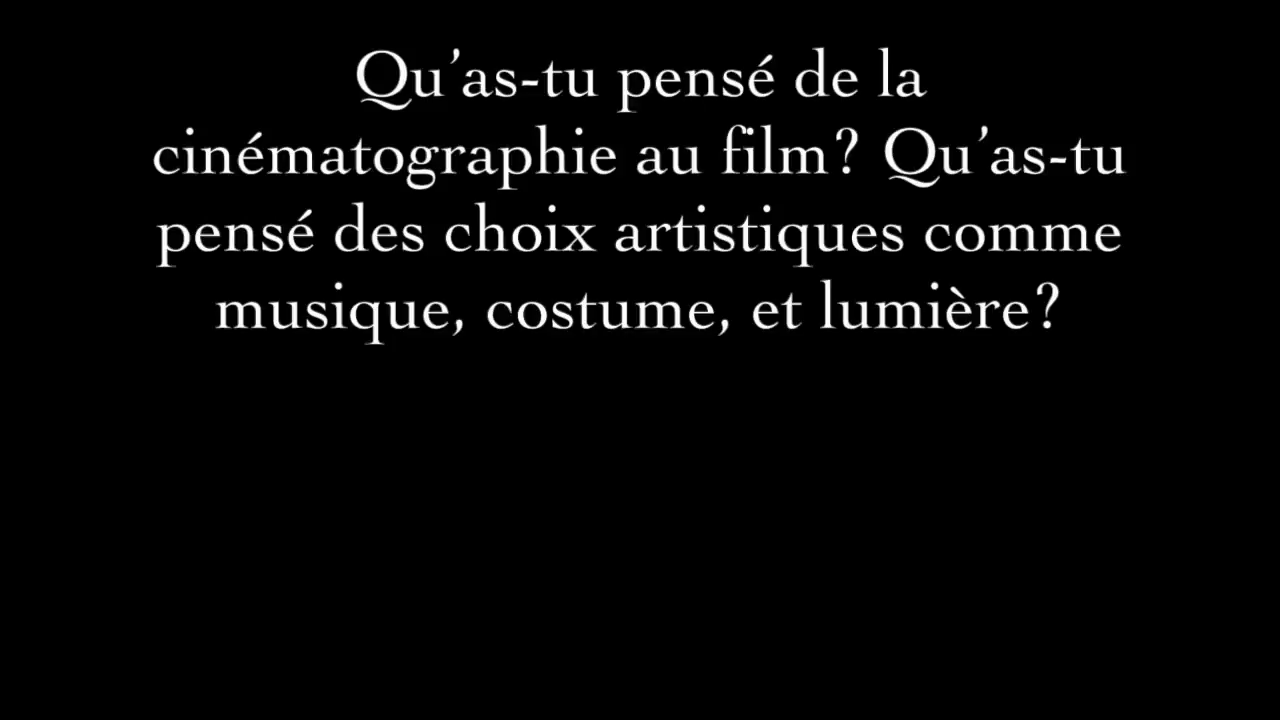 Qu’as-tu pensé de la
cinématographie au film? Qu’as-tu
pensé des choix artistiques comme
musique, costume, et lumière?